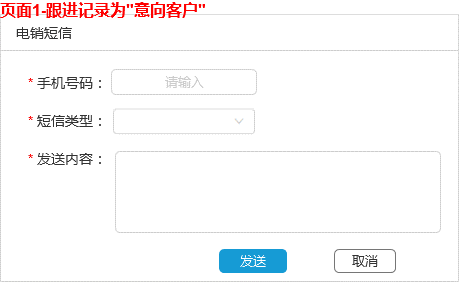 页面1-跟进记录为"意向客户"
电销短信
* 手机号码： 请输入
* 短信类型：
* 发送内容：
发送 取消